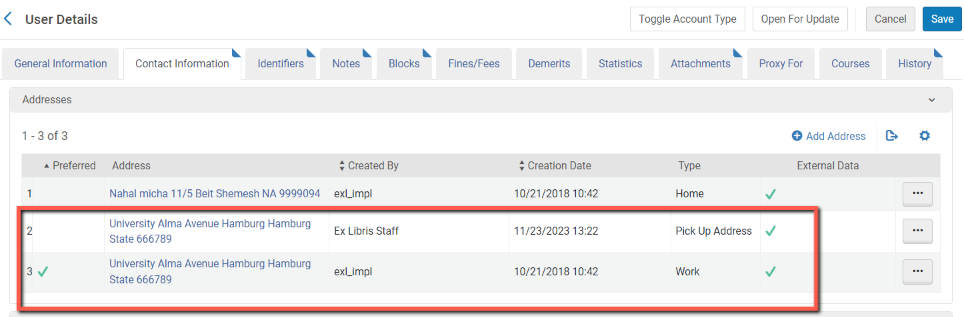 User Details
Toggle Account Type
Open For Update
Cancel
Save
General Information
Contact Information
Identifiers
Notes
Blocks
Fines/Fees
Demerits
Statistics
Attachments
Proxy For
Courses
History
Addresses
1 - 3 of 3
Add Address
Preferred Address Created By Creation Date Type External Data
1 Nahal micha 11/5 Beit Shemesh NA 9999094 exl_impl 10/21/2018 10:42 Home
2 University Alma Avenue Hamburg Hamburg
State 666789 Ex Libris Staff 11/23/2023 13:22 Pick Up Address
3 University Alma Avenue Hamburg Hamburg
State 666789 exl_impl 10/21/2018 10:42 Work